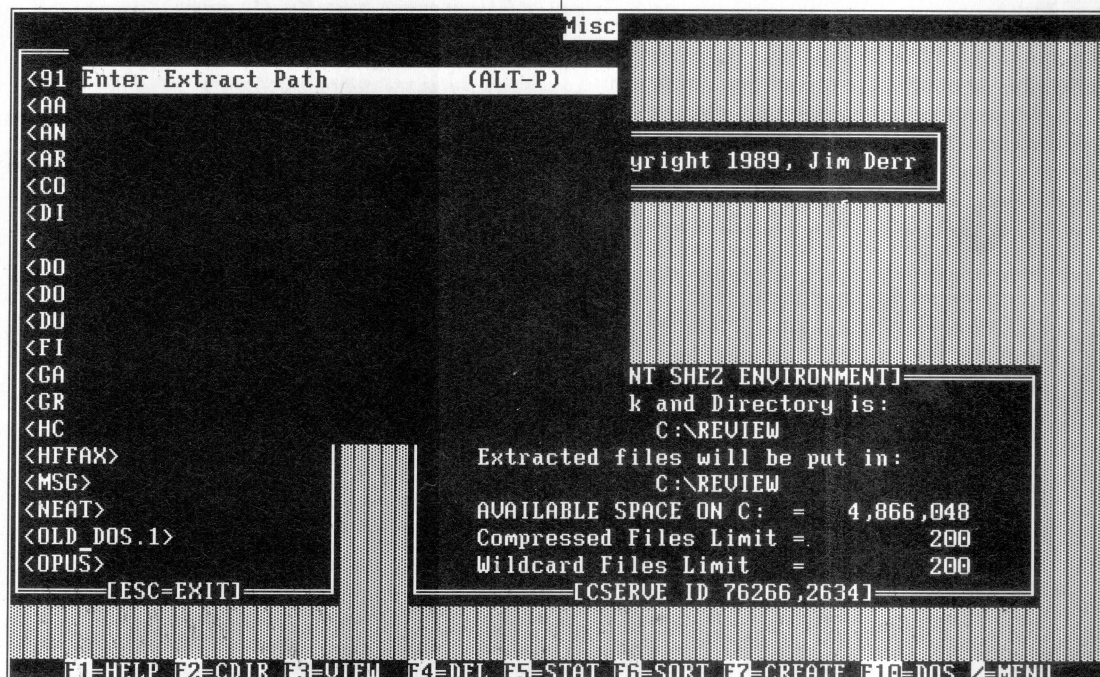 Misc
<91 Enter Extract Path (ALT-P)
<AA
<AN
<AR
yright 1989, Jim Derr
<CO
<DI
<
<DO
<DO
<DU
<FI
<GA
NT SHEZ ENVIRONMENT]
<GR
k and Directory is:
<HC
C:\REVIEW
<HFFAX>
Extracted files will be put in:
<MSG>
C:\REVIEW
<NEAT>
AVAILABLE SPACE ON C: = 4,866,048
<OLD_DOS.1>
Compressed Files Limit = 200
<OPUS>
Wildcard Files Limit = 200
[ESC=EXIT]
[CSERVE ID 76266,2634]
F1=HELP F2=CDIR F3=VIEW F4=DEL F5=STAT F6=SORT F7=CREATE F10=DOS /=MENU